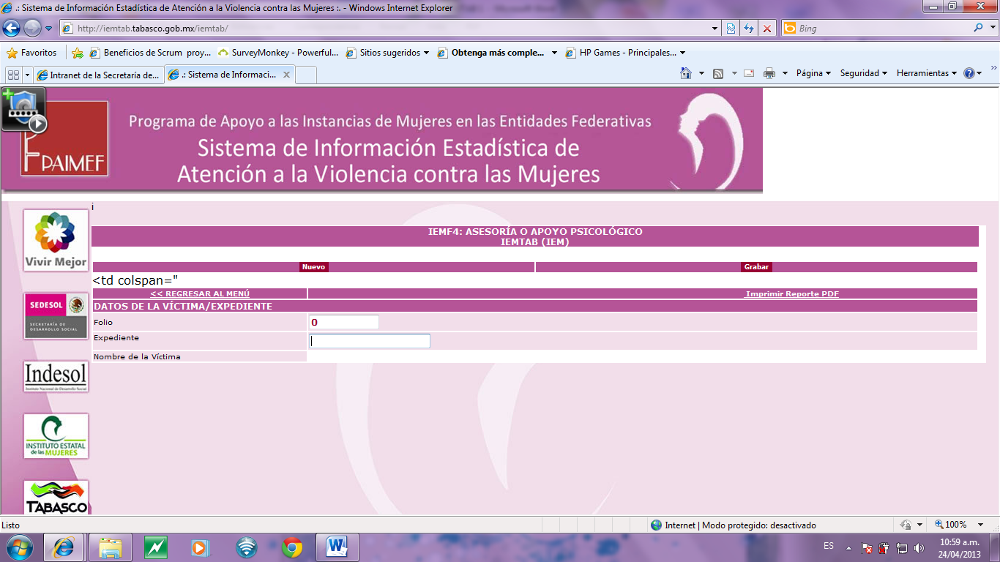 .: Sistema de Información Estadística de Atención a la Violencia contra las Mujeres :. - Windows Internet Explorer
http://iemtab.tabasco.gob.mx/iemtab/
Bing
Favoritos
Beneficios de Scrum proy...
SurveyMonkey - Powerful...
Sitios sugeridos
Obtenga más comple...
HP Games - Principales...
Intranet de la Secretaría de...
.: Sistema de Informaci...
Página
Seguridad
Herramientas
PAIMEF
Programa de Apoyo a las Instancias de Mujeres en las Entidades Federativas
Sistema de Información Estadística de
Atención a la Violencia contra las Mujeres
i
Vivir Mejor
IEMF4: ASESORÍA O APOYO PSICOLÓGICO
IEMTAB (IEM)
Nuevo
Grabar
<td colspan="
<< REGRESAR AL MENÚ
Imprimir Reporte PDF
DATOS DE LA VÍCTIMA/EXPEDIENTE
Folio
0
Expediente
Nombre de la Víctima
SEDESOL
SECRETARÍA DE
DESARROLLO SOCIAL
Indesol
Instituto Nacional de Desarrollo Social
INSTITUTO ESTATAL
de las MUJERES
TABASCO
Listo
Internet | Modo protegido: desactivado
100%
ES
10:59 a.m.
24/04/2013